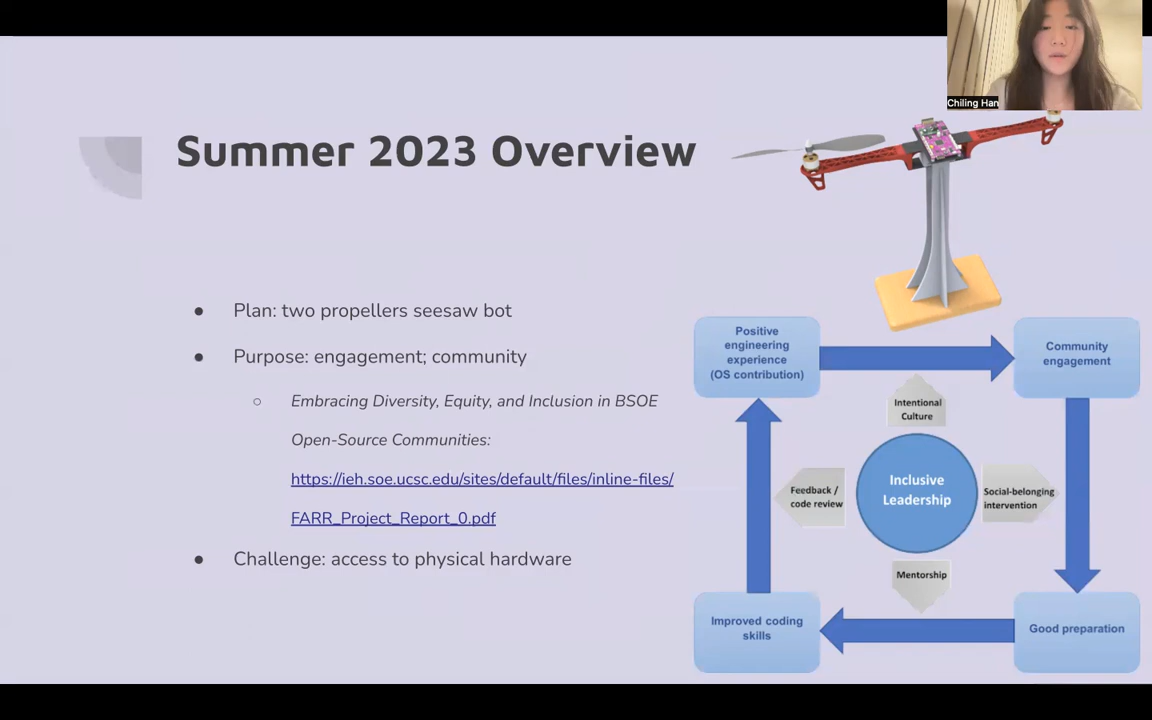 Chiling Han
Summer 2023 Overview
● Plan: two propellers seesaw bot
● Purpose: engagement; community
○ Embracing Diversity, Equity, and Inclusion in BSOE
Open-Source Communities:
https://ieh.soe.ucsc.edu/sites/default/files/inline-files/
FARR_Project_Report_0.pdf
● Challenge: access to physical hardware
Positive
engineering
experience
(OS contribution)
Community
engagement
Intentional
Culture
Feedback /
code review
Inclusive
Leadership
Social-belonging
intervention
Mentorship
Improved coding
skills
Good preparation